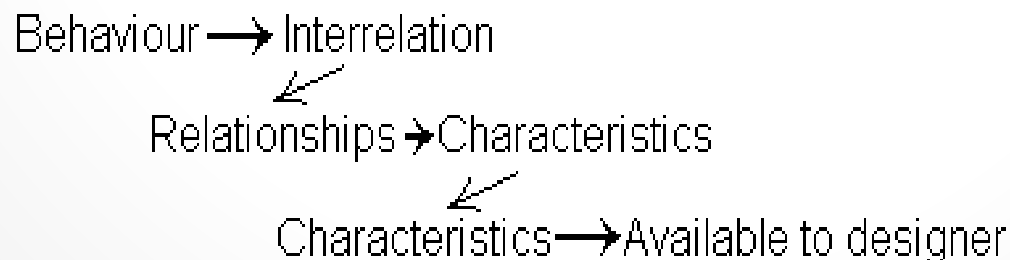 Behaviour → Interrelation
Relationships → Characteristics
Characteristics → Available to designer